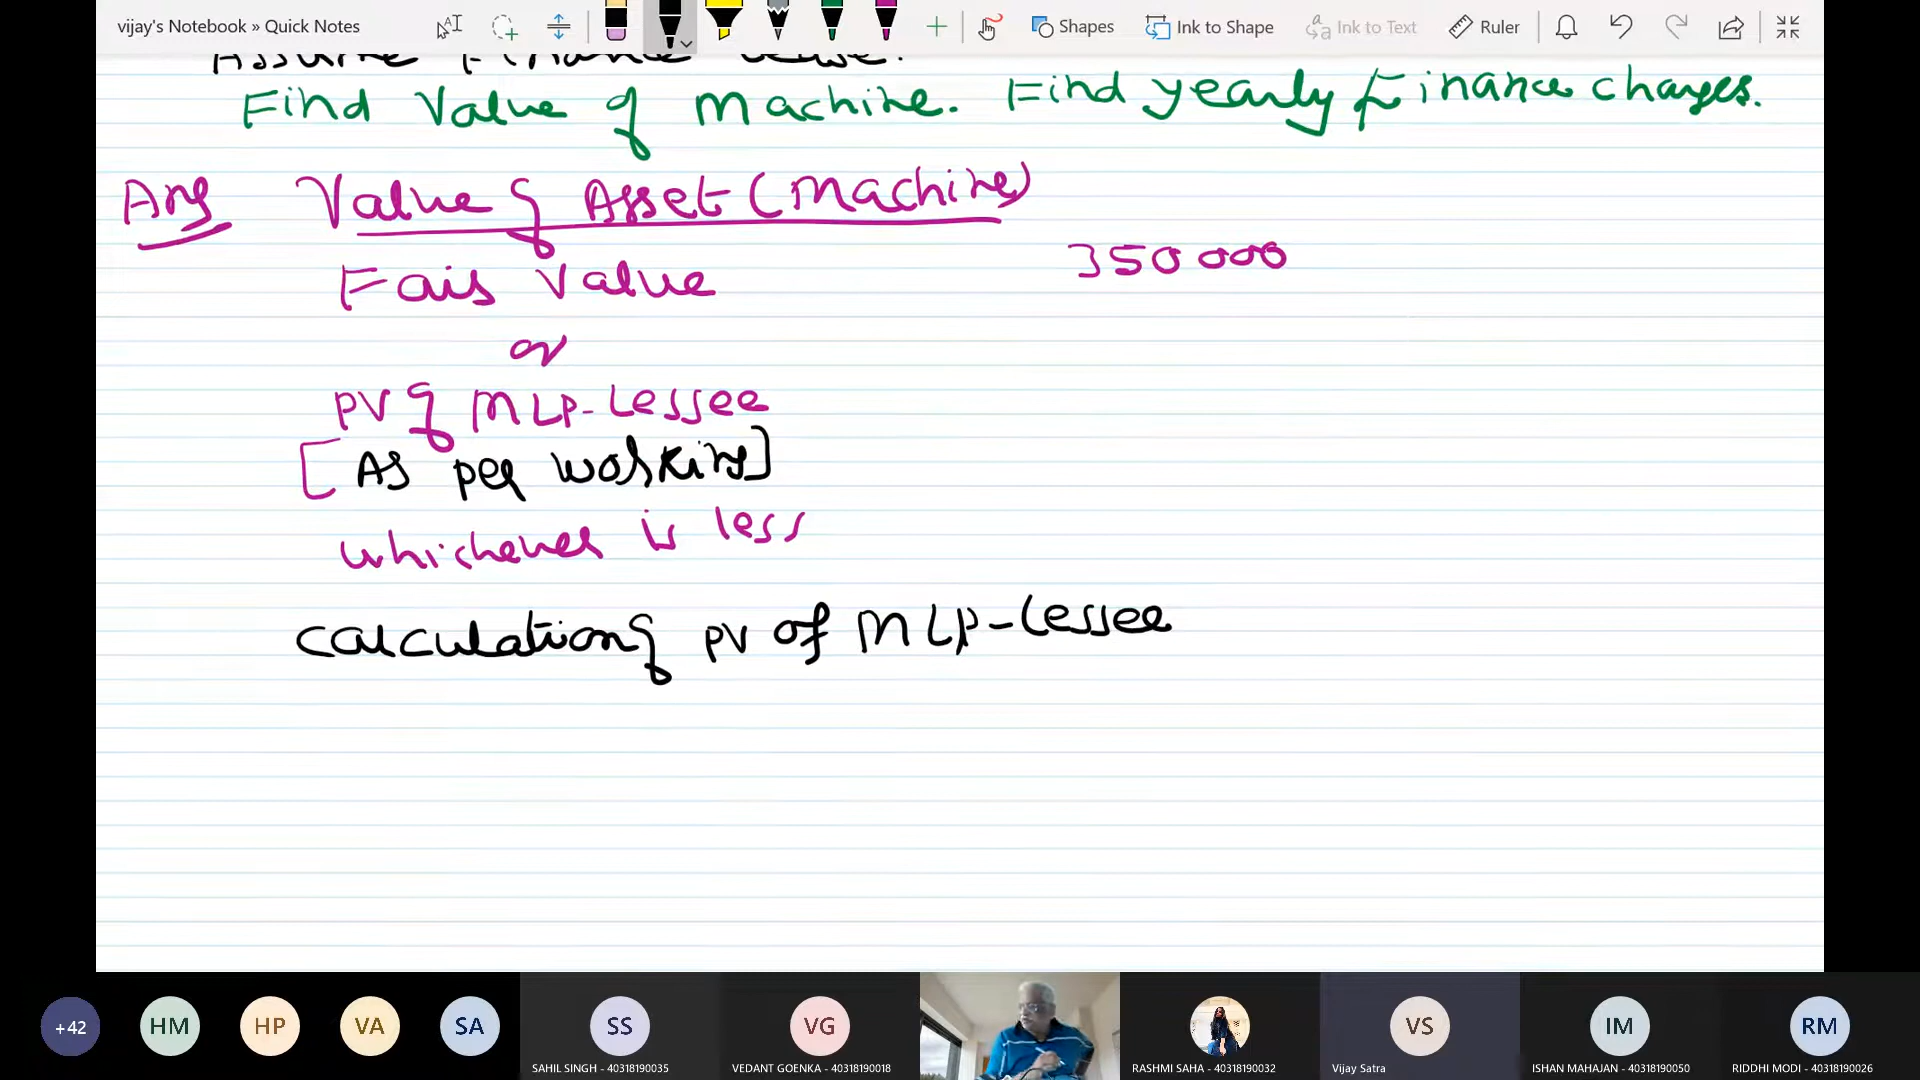 vijay's Notebook » Quick Notes Shapes Ink to Shape Ink to Text Ruler
Assume Finance lease.
Find Value of Machine. Find yearly Finance charges.
Ans Value of Asset (Machine)
Fair Value 350000
or
PV of MLP-Lessee
[As per working]
whichever is less
Calculation of PV of MLP-Lessee
+42 HM HP VA SA SS VG VS IM RM
SAHIL SINGH - 40318190035 VEDANT GOENKA - 40318190018 RASHMI SAHA - 40318190032 Vijay Satra ISHAN MAHAJAN - 40318190050 RIDDHI MODI - 40318190026